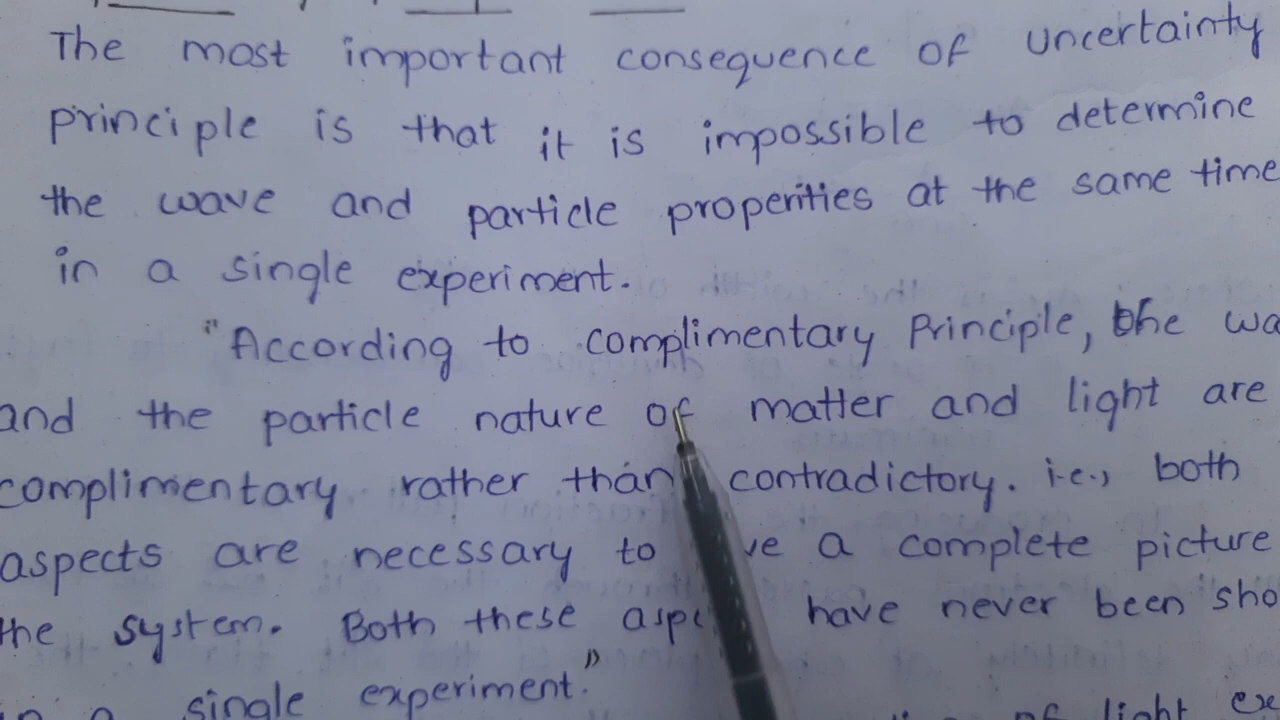 The most important consequence of uncertainty
principle is that it is impossible to determine
the wave and particle properities at the same time
in a single experiment.
"According to complimentary Principle, the
and the particle nature of matter and light are
complimentary rather than contradictory. i.e., both
aspects are necessary to a complete picture
the system. Both these have never been
in a single experiment."
of light